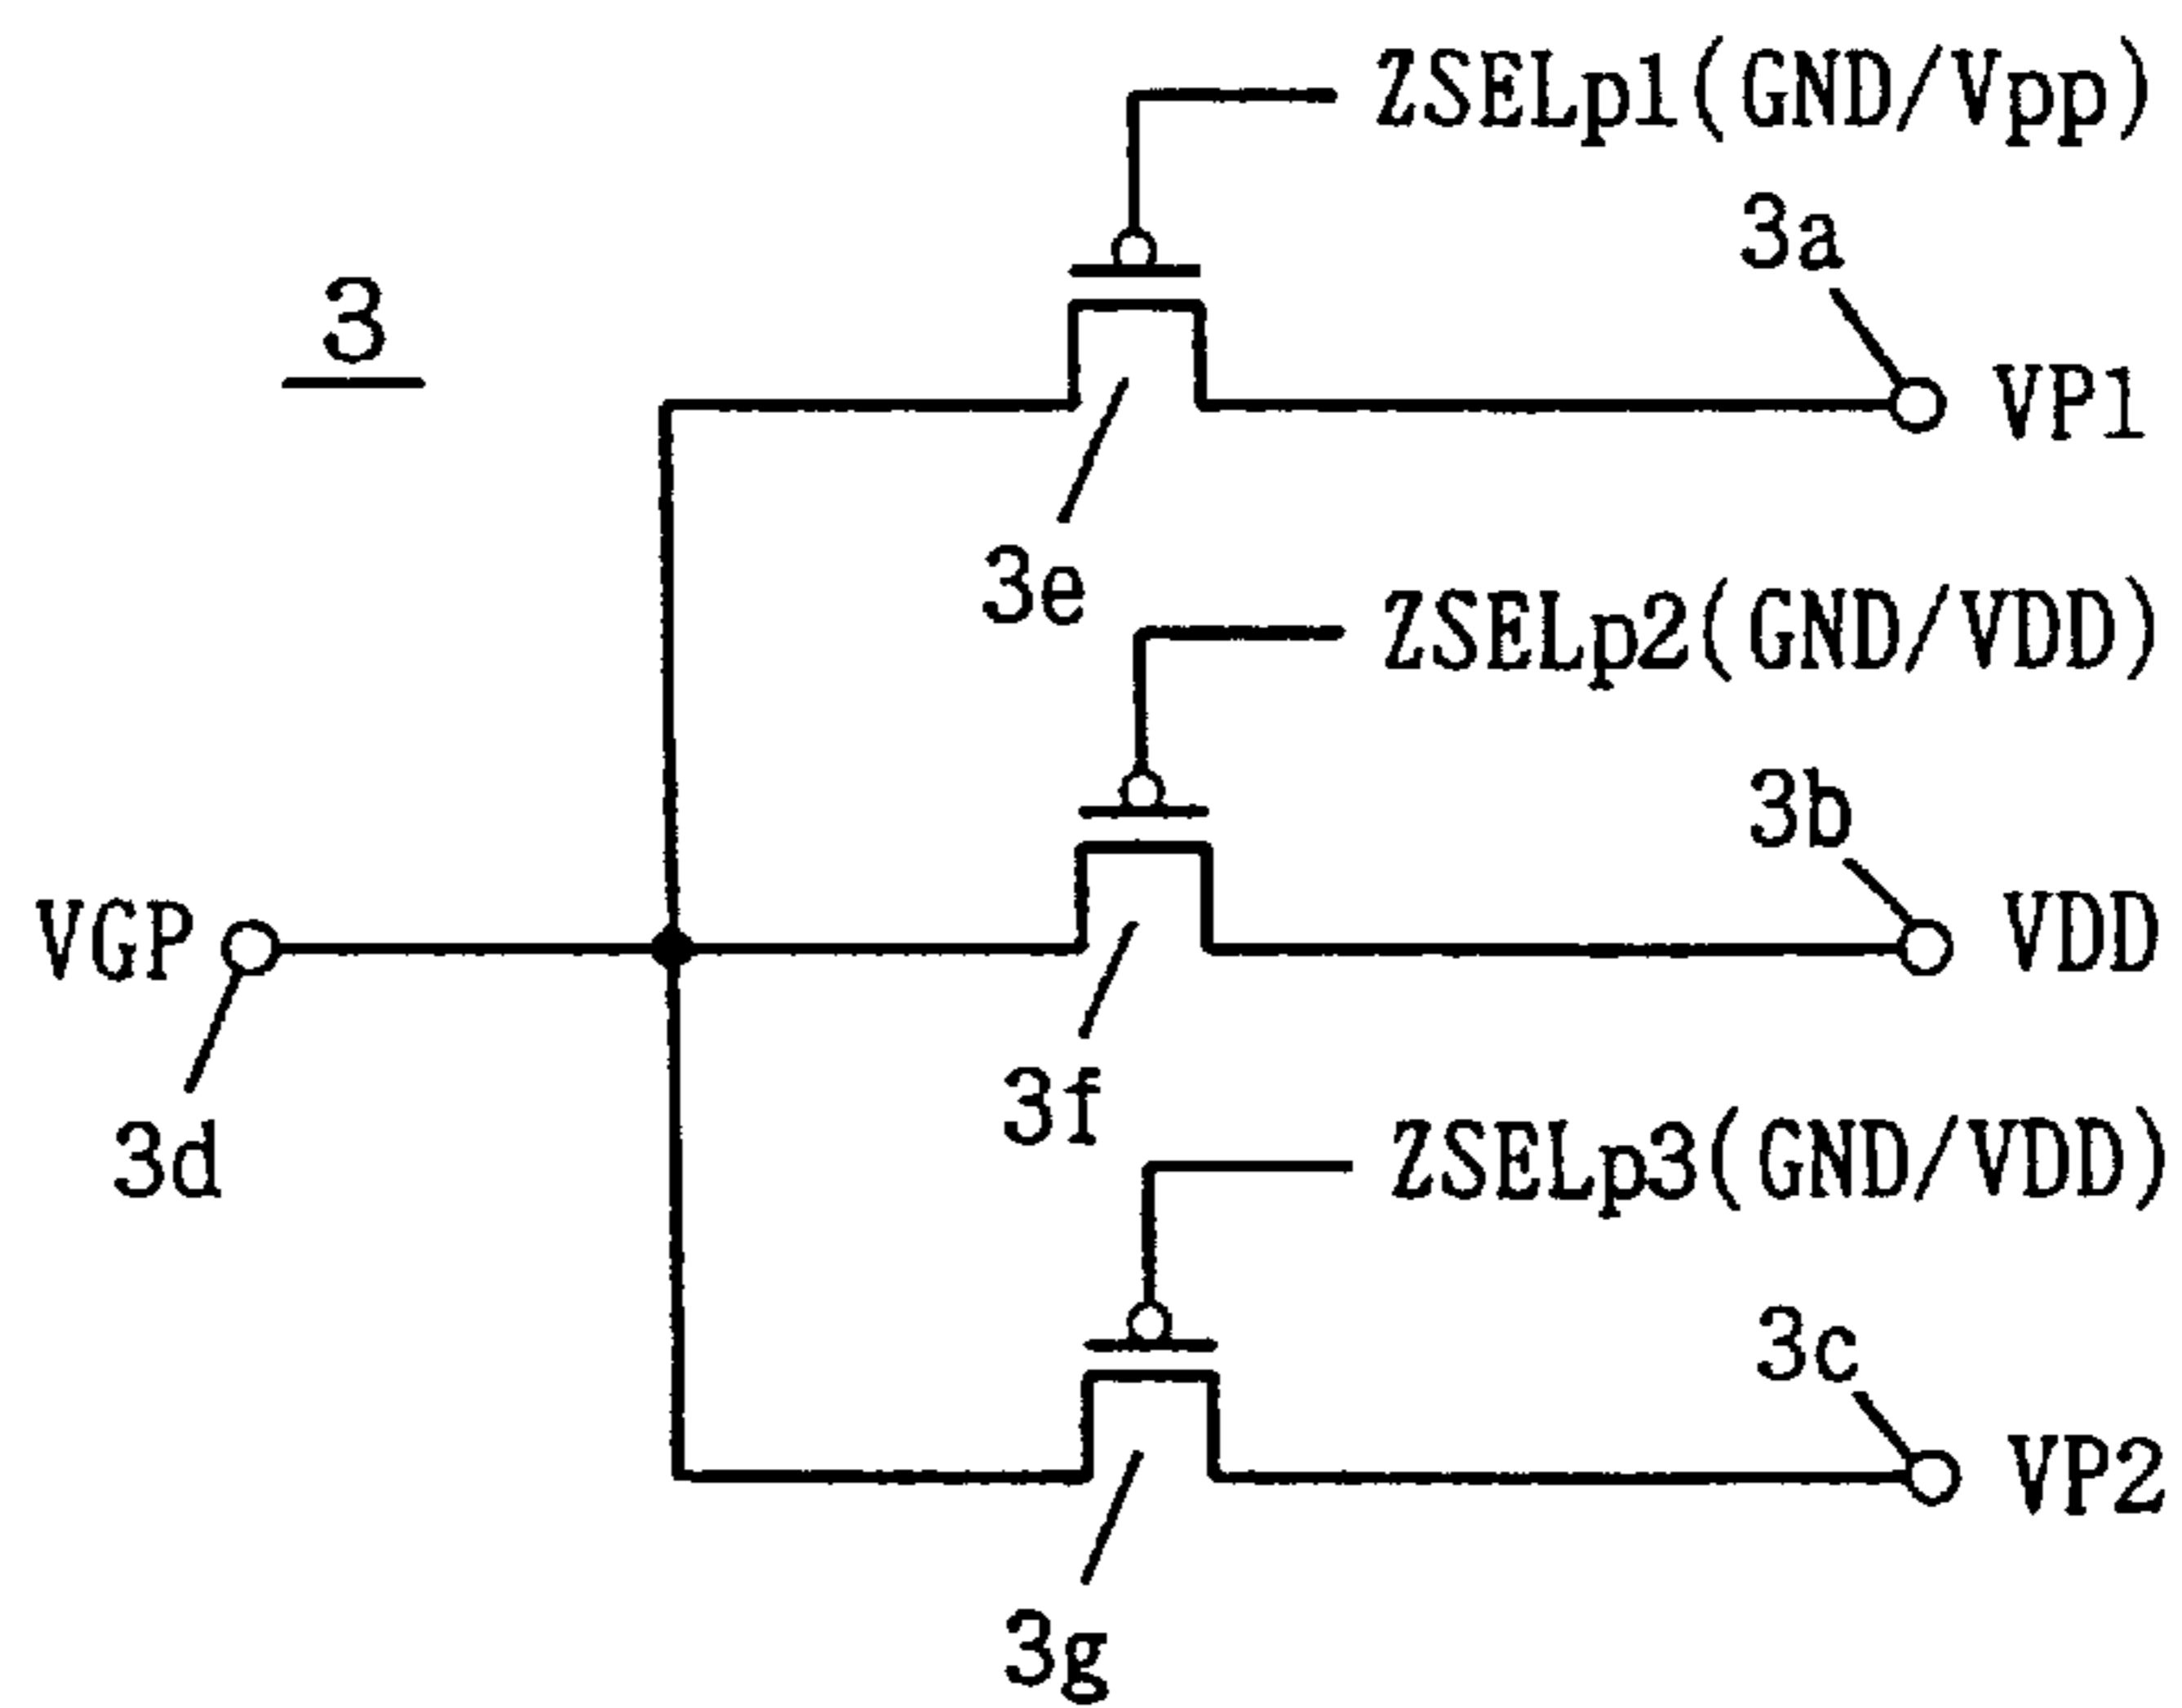 ZSELp1(GND/Vpp)
3a
3
VP1
3e
ZSELp2(GND/VDD)
3b
VGP
VDD
3f
3d
ZSELp3(GND/VDD)
3c
VP2
3g